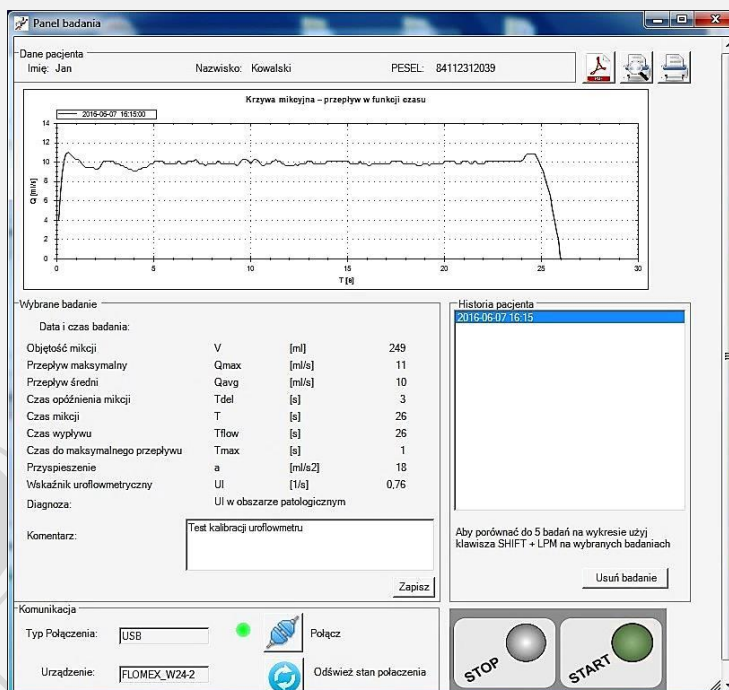 Panel badania
Dane pacjenta
Imię: Jan Nazwisko: Kowalski PESEL: 84112312039
Krzywa mikcyjna – przepływ w funkcji czasu
2016-06-07 16:15:00
14
12
10
8
6
4
2
0
Q [ml/s]
0 5 10 15 20 25 30
T [s]
Wybrane badanie
Data i czas badania:
Objętość mikcji V [ml] 249
Przepływ maksymalny Qmax [ml/s] 11
Przepływ średni Qavg [ml/s] 10
Czas opóźnienia mikcji Tdel [s] 3
Czas mikcji T [s] 26
Czas wypływu Tflow [s] 26
Czas do maksymalnego przepływu Tmax [s] 1
Przyspieszenie a [ml/s2] 18
Wskaźnik uroflowmetryczny UI [1/s] 0,76
Diagnoza: UI w obszarze patologicznym
Komentarz: Test kalibracji uroflowmetru
Zapisz
Historia pacjenta
2016-06-07 16:15
Aby porównać do 5 badań na wykresie użyj
klawisza SHIFT + LPM na wybranych badaniach
Usuń badanie
Komunikacja
Typ Połączenia: USB Połącz
Urządzenie: FLOMEX_W24-2 Odśwież stan połaczenia
STOP START